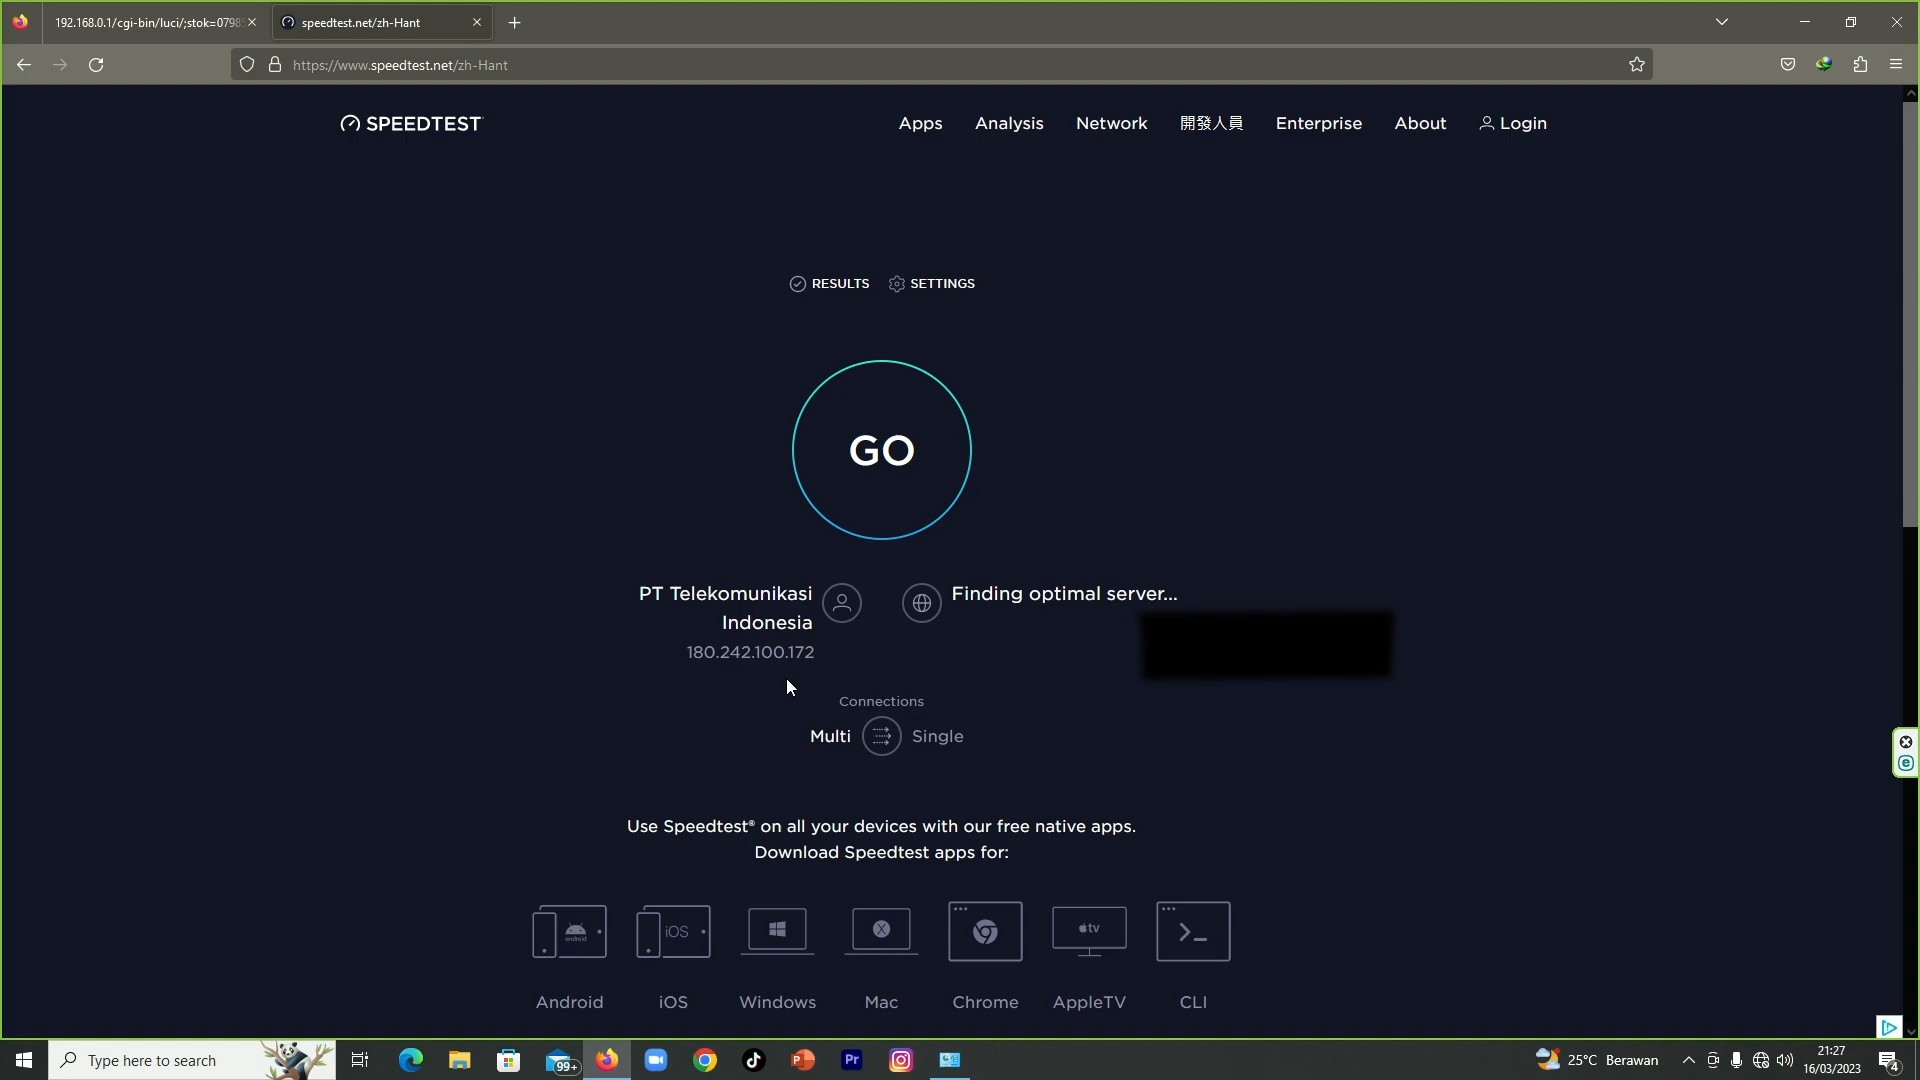 192.168.0.1/cgi-bin/luci/;stok=0798
speedtest.net/zh-Hant
https://www.speedtest.net/zh-Hant
SPEEDTEST
Apps
Analysis
Network
開發人員
Enterprise
About
Login
RESULTS
SETTINGS
GO
PT Telekomunikasi
Indonesia
180.242.100.172
Finding optimal server...
Connections
Multi
Single
Use Speedtest® on all your devices with our free native apps.
Download Speedtest apps for:
android
iOS
X
tv
Android
iOS
Windows
Mac
Chrome
AppleTV
CLI
Type here to search
99+
Pr
25°C Berawan
21:27
16/03/2023
4